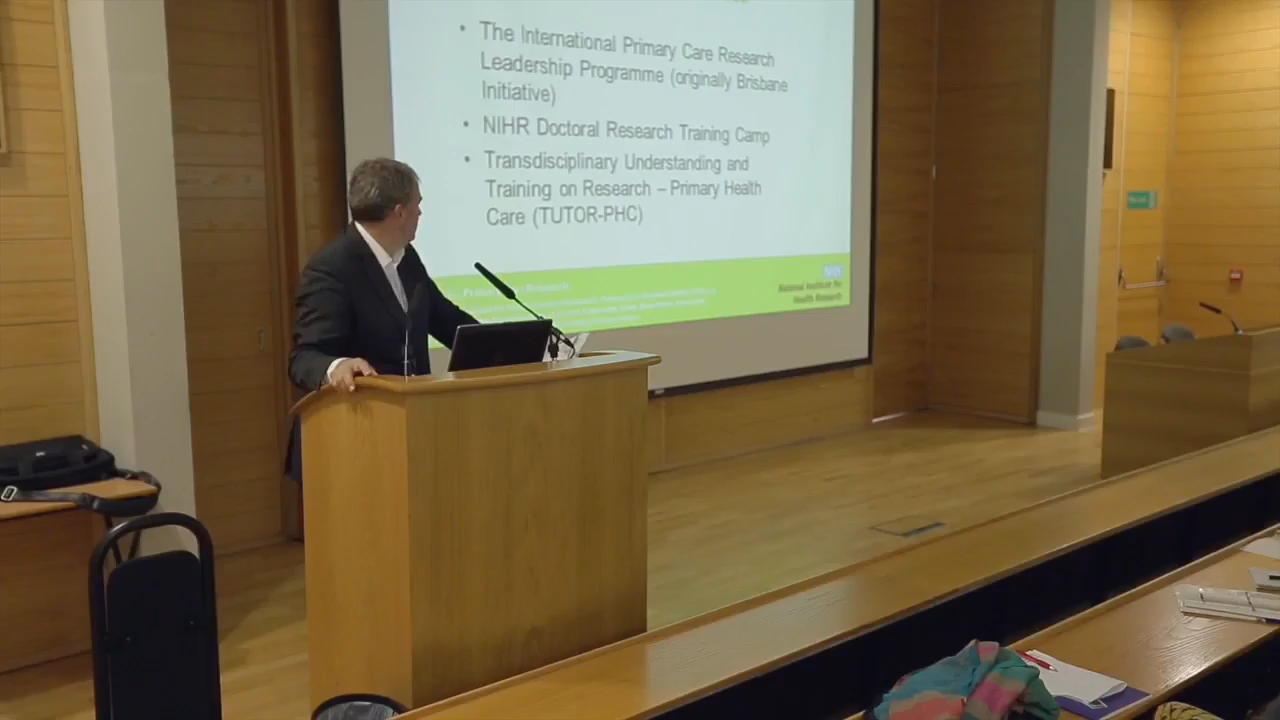 • The International Primary Care Research
Leadership Programme (originally Brisbane
Initiative)
• NIHR Doctoral Research Training Camp
• Transdisciplinary Understanding and
Training on Research – Primary Health
Care (TUTOR-PHC)
NHS
National Institute for
Health Research